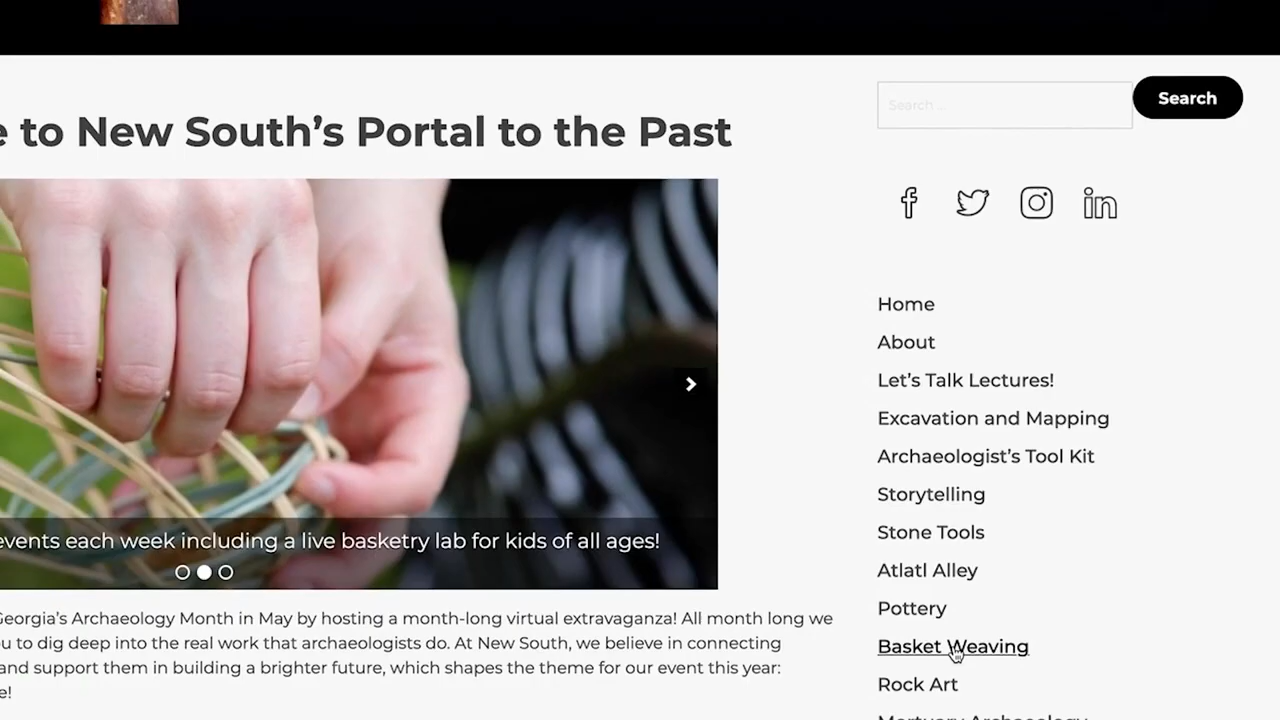 e to New South's Portal to the Past
events each week including a live basketry lab for kids of all ages!
Georgia's Archaeology Month in May by hosting a month-long virtual extravaganza! All month long we
ou to dig deep into the real work that archaeologists do. At New South, we believe in connecting
and support them in building a brighter future, which shapes the theme for our event this year:
e!
Search...
Search
Home
About
Let's Talk Lectures!
Excavation and Mapping
Archaeologist's Tool Kit
Storytelling
Stone Tools
Atlatl Alley
Pottery
Basket Weaving
Rock Art
Mortuary Archaeology